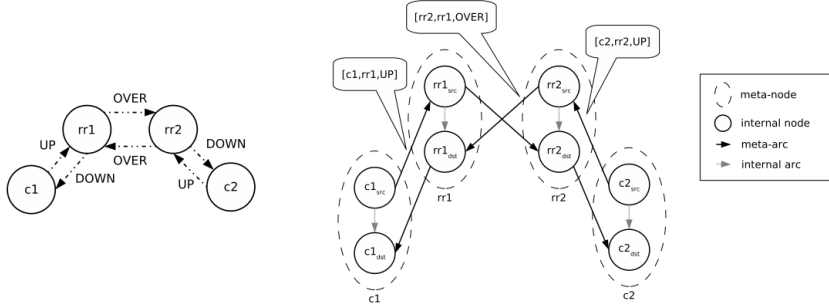 OVER
rr1
rr2
UP
OVER
DOWN
DOWN
UP
c1
c2
[rr2,rr1,OVER]
[c2,rr2,UP]
[c1,rr1,UP]
rr1src
rr2src
rr1dst
rr2dst
c1src
rr1
rr2
c2src
c1dst
c2dst
c1
c2
meta-node
internal node
meta-arc
internal arc